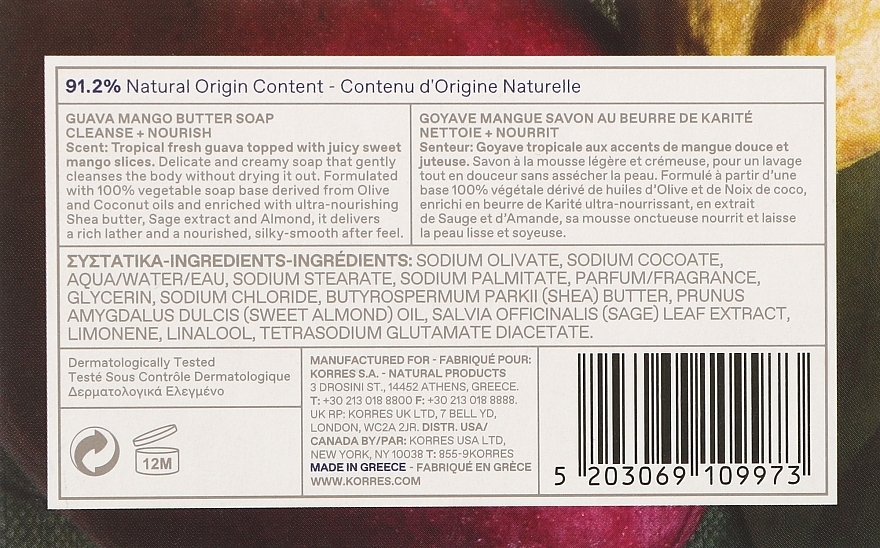 91.2% Natural Origin Content - Contenu d'Origine Naturelle
GUAVA MANGO BUTTER SOAP
CLEANSE + NOURISH
Scent: Tropical fresh guava topped with juicy sweet
mango slices. Delicate and creamy soap that gently
cleanses the body without drying it out. Formulated
with 100% vegetable soap base derived from Olive
and Coconut oils and enriched with ultra-nourishing
Shea butter, Sage extract and Almond, it delivers
a rich lather and a nourished, silky-smooth after feel.
GOYAVE MANGUE SAVON AU BEURRE DE KARITÉ
NETTOIE + NOURRIT
Senteur: Goyave tropicale aux accents de mangue douce et
juteuse. Savon à la mousse légère et crémeuse, pour un lavage
tout en douceur sans assécher la peau. Formulé à partir d'une
base 100% végétale dérivé de huiles d'Olive et de Noix de coco,
enrichi en beurre de Karité ultra-nourrissant, en extrait
de Sauge et d'Amande, sa mousse onctueuse nourrit et laisse
la peau lisse et soyeuse.
ΣΥΣΤΑΤΙΚΑ-INGREDIENTS-INGRÉDIENTS: SODIUM OLIVATE, SODIUM COCOATE,
AQUA/WATER/EAU, SODIUM STEARATE, SODIUM PALMITATE, PARFUM/FRAGRANCE,
GLYCERIN, SODIUM CHLORIDE, BUTYROSPERMUM PARKII (SHEA) BUTTER, PRUNUS
AMYGDALUS DULCIS (SWEET ALMOND) OIL, SALVIA OFFICINALIS (SAGE) LEAF EXTRACT,
LIMONENE, LINALOOL, TETRASODIUM GLUTAMATE DIACETATE.
Dermatologically Tested
Testé Sous Contrôle Dermatologique
Δερματολογικά Ελεγμένο
12M
MANUFACTURED FOR - FABRIQUÉ POUR:
KORRES S.A. - NATURAL PRODUCTS
3 DROSINI ST., 14452 ATHENS, GREECE.
T: +30 213 018 8800 F: +30 213 018 8888.
UK RP: KORRES UK LTD, 7 BELL YD,
LONDON, WC2A 2JR. DISTR. USA/
CANADA BY/PAR: KORRES USA LTD,
NEW YORK, NY 10038 T: 855-9KORRES
MADE IN GREECE - FABRIQUÉ EN GRÈCE
WWW.KORRES.COM
5 203069 109973